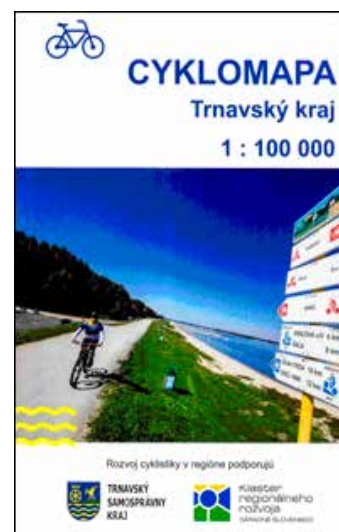 CYKLOMAPA
Trnavský kraj
1 : 100 000
Rozvoj cyklistiky v regióne podporujú
TRNAVSKÝ
SAMOSPRÁVNY
KRAJ
Klaster
regionálneho
rozvoja